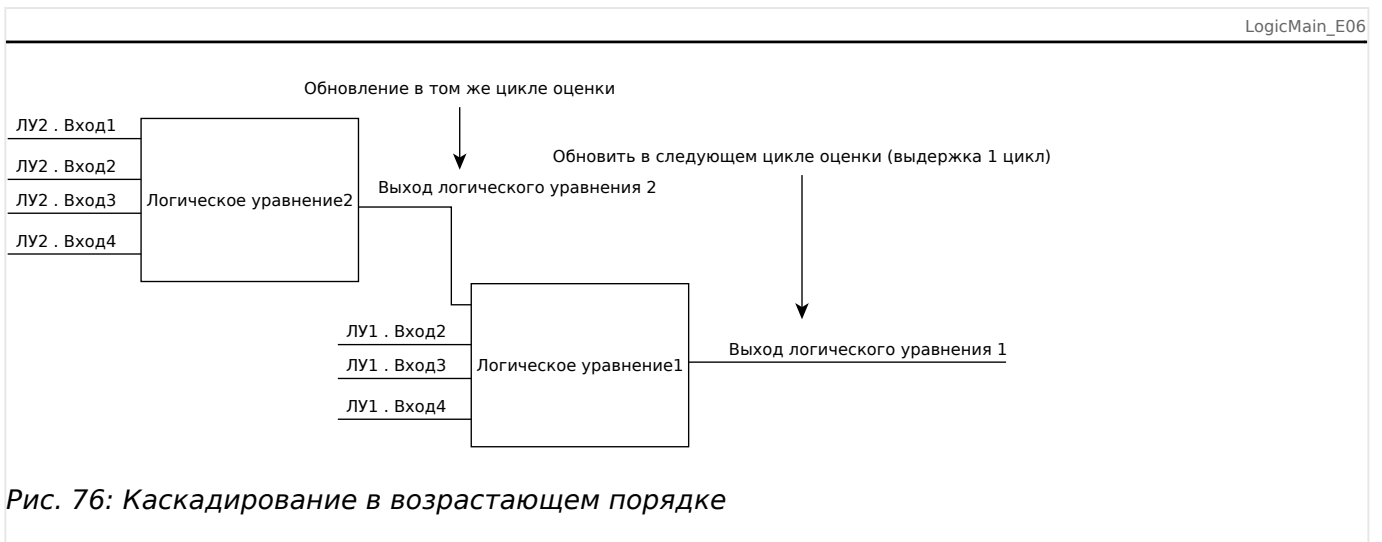 LogicMain_E06
Обновление в том же цикле оценки
ЛУ2 . Вход1
Обновить в следующем цикле оценки (выдержка 1 цикл)
ЛУ2 . Вход2
Выход логического уравнения 2
ЛУ2 . Вход3
Логическое уравнение2
ЛУ2 . Вход4
ЛУ1 . Вход2
Выход логического уравнения 1
ЛУ1 . Вход3
Логическое уравнение1
ЛУ1 . Вход4
Рис. 76: Каскадирование в возрастающем порядке